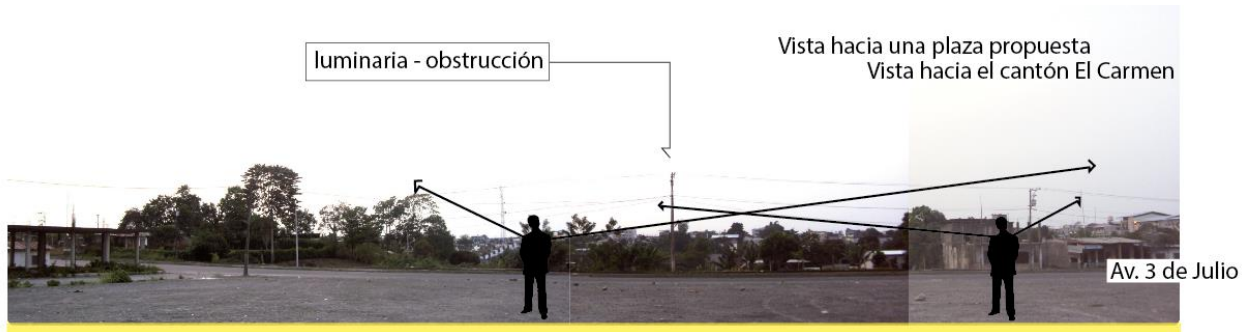 Vista hacia una plaza propuesta
luminaria - obstrucción
Vista hacia el cantón El Carmen
Av. 3 de Julio